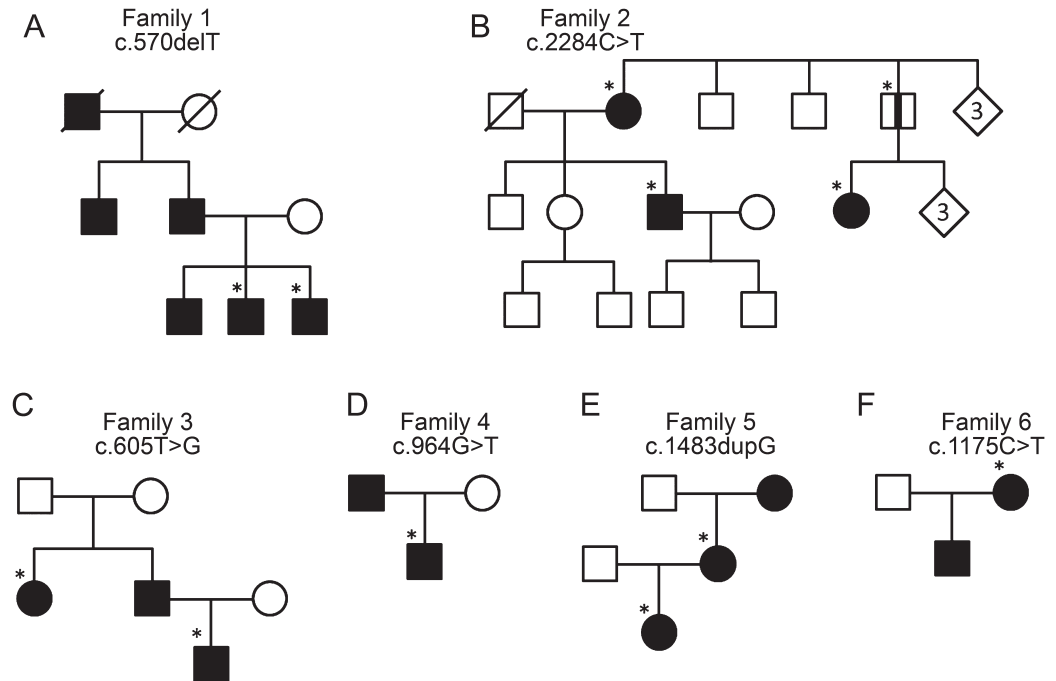 A
Family 1
c.570delT
*
*
B
Family 2
c.2284C>T
*
*
3
*
*
3
C
Family 3
c.605T>G
*
*
D
Family 4
c.964G>T
*
E
Family 5
c.1483dupG
*
*
F
Family 6
c.1175C>T
*